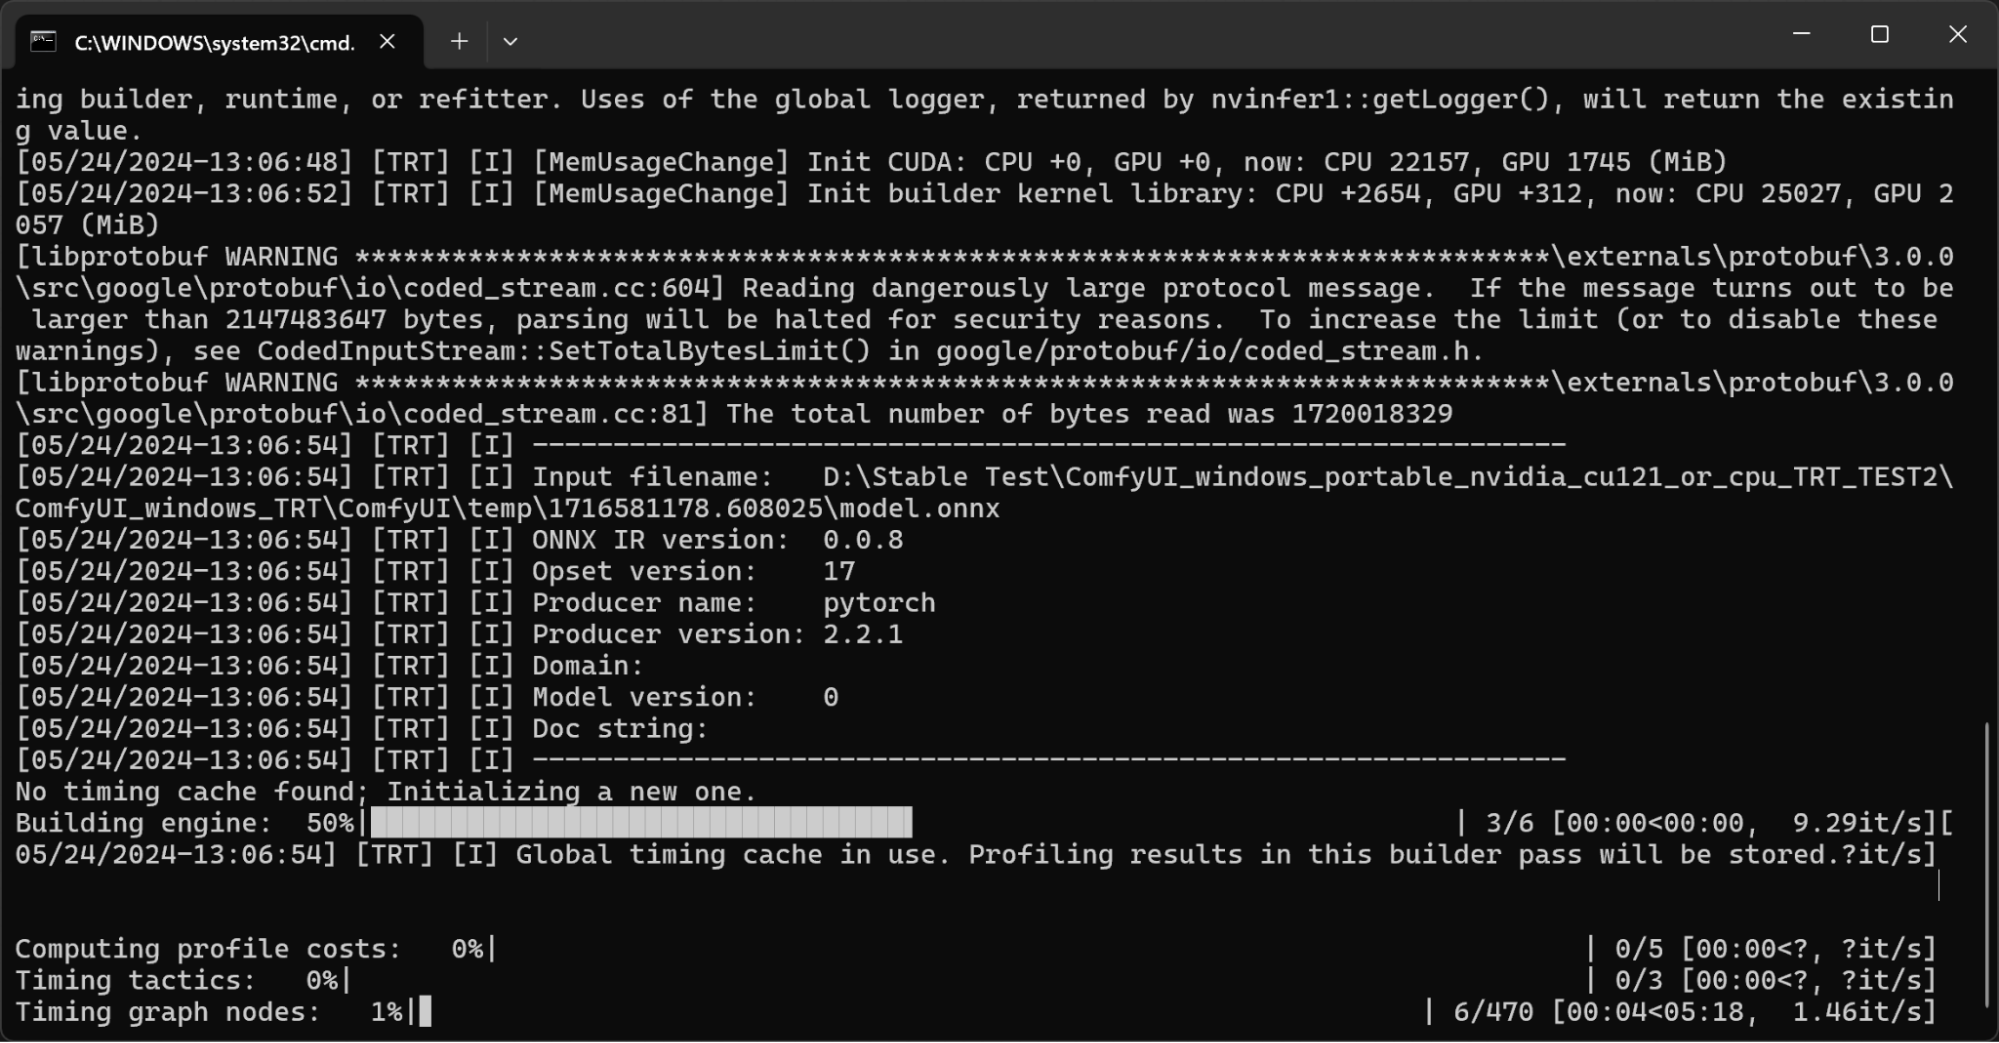 C:\WINDOWS\system32\cmd.
ing builder, runtime, or refitter. Uses of the global logger, returned by nvinfer1::getLogger(), will return the existin
g value.
[05/24/2024-13:06:48] [TRT] [I] [MemUsageChange] Init CUDA: CPU +0, GPU +0, now: CPU 22157, GPU 1745 (MiB)
[05/24/2024-13:06:52] [TRT] [I] [MemUsageChange] Init builder kernel library: CPU +2654, GPU +312, now: CPU 25027, GPU 2
057 (MiB)
[libprotobuf WARNING **************************************************************************\externals\protobuf\3.0.0
\src\google\protobuf\io\coded_stream.cc:604] Reading dangerously large protocol message.  If the message turns out to be
 larger than 2147483647 bytes, parsing will be halted for security reasons.  To increase the limit (or to disable these
warnings), see CodedInputStream::SetTotalBytesLimit() in google/protobuf/io/coded_stream.h.
[libprotobuf WARNING **************************************************************************\externals\protobuf\3.0.0
\src\google\protobuf\io\coded_stream.cc:81] The total number of bytes read was 1720018329
[05/24/2024-13:06:54] [TRT] [I] ----------------------------------------------------------------
[05/24/2024-13:06:54] [TRT] [I] Input filename:   D:\Stable Test\ComfyUI_windows_portable_nvidia_cu121_or_cpu_TRT_TEST2\
ComfyUI_windows_TRT\ComfyUI\temp\1716581178.608025\model.onnx
[05/24/2024-13:06:54] [TRT] [I] ONNX IR version:  0.0.8
[05/24/2024-13:06:54] [TRT] [I] Opset version:    17
[05/24/2024-13:06:54] [TRT] [I] Producer name:    pytorch
[05/24/2024-13:06:54] [TRT] [I] Producer version: 2.2.1
[05/24/2024-13:06:54] [TRT] [I] Domain:
[05/24/2024-13:06:54] [TRT] [I] Model version:    0
[05/24/2024-13:06:54] [TRT] [I] Doc string:
[05/24/2024-13:06:54] [TRT] [I] ----------------------------------------------------------------
No timing cache found; Initializing a new one.
Building engine:  50%| | 3/6 [00:00<00:00,  9.29it/s][
05/24/2024-13:06:54] [TRT] [I] Global timing cache in use. Profiling results in this builder pass will be stored.?it/s]
|
Computing profile costs:   0%| | 0/5 [00:00<?, ?it/s]
Timing tactics:   0%| | 0/3 [00:00<?, ?it/s]
Timing graph nodes:   1%| | 6/470 [00:04<05:18,  1.46it/s]